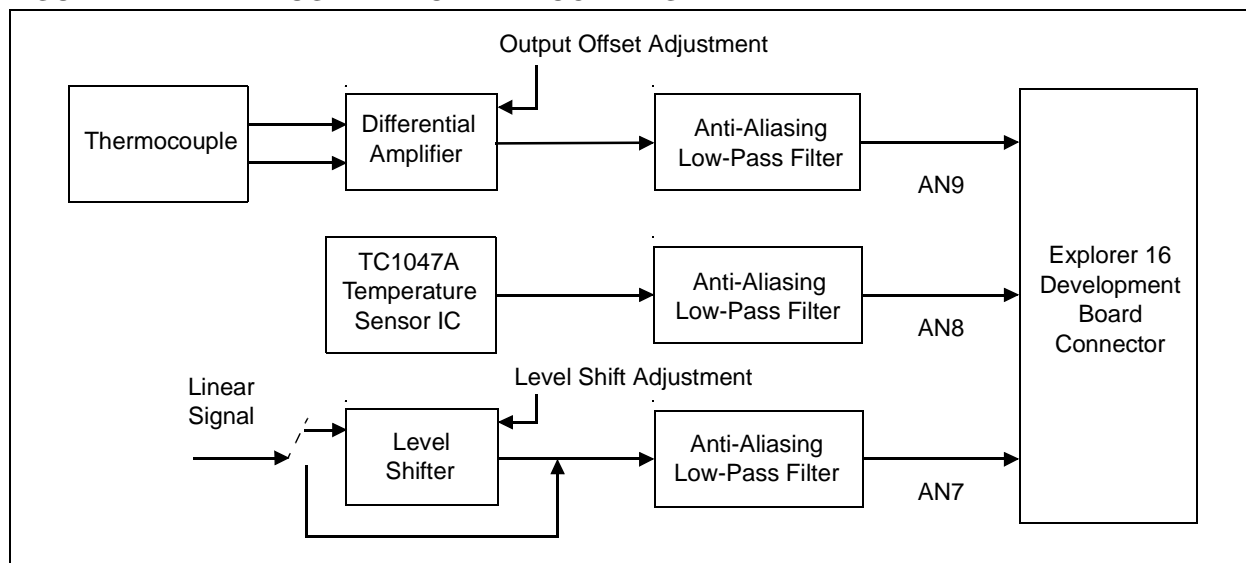 Output Offset Adjustment
Thermocouple
Differential
Amplifier
Anti-Aliasing
Low-Pass Filter
AN9
TC1047A
Temperature
Sensor IC
Anti-Aliasing
Low-Pass Filter
AN8
Explorer 16
Development
Board
Connector
Linear
Signal
Level Shift Adjustment
Level
Shifter
Anti-Aliasing
Low-Pass Filter
AN7